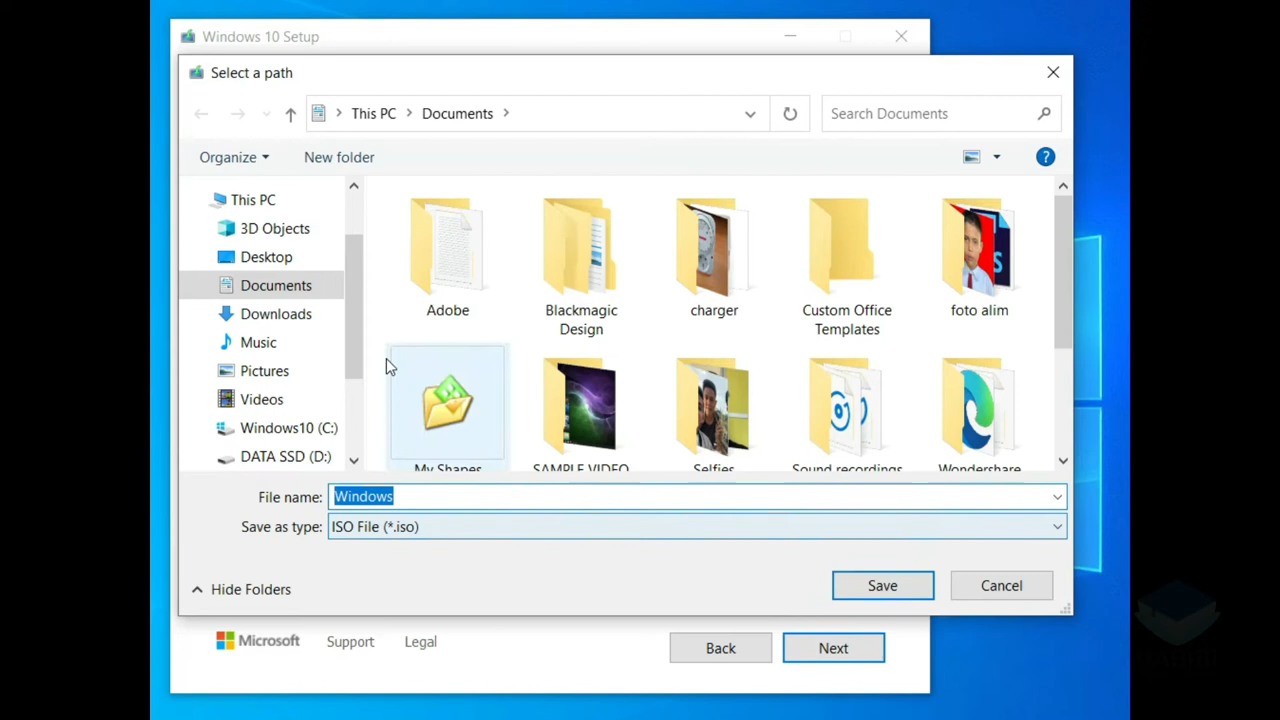 Windows 10 Setup
Select a path
This PC
Documents
Search Documents
Organize
New folder
This PC
3D Objects
Desktop
Documents
Downloads
Music
Pictures
Videos
Windows10 (C:)
DATA SSD (D:)
Adobe
Blackmagic
Design
charger
Custom Office
Templates
foto alim
My Shapes
SAMPLE VIDEO
Selfies
Sound recordings
Wondershare
File name:
Windows
Save as type:
ISO File (*.iso)
Hide Folders
Save
Cancel
Microsoft
Support
Legal
Back
Next